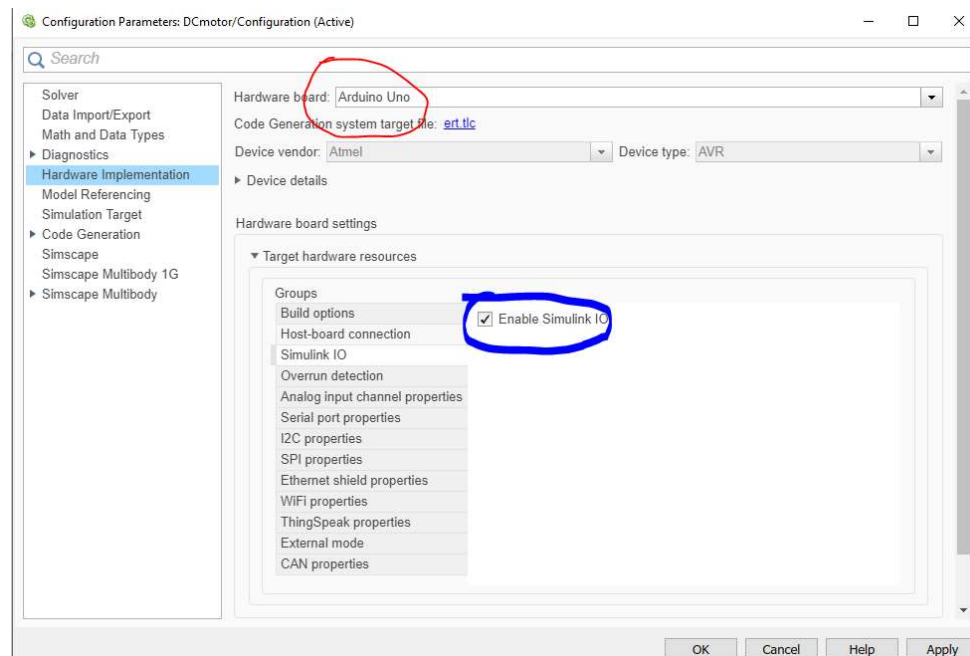 Configuration Parameters: DCmotor/Configuration (Active)
Search
Solver
Data Import/Export
Math and Data Types
Diagnostics
Hardware Implementation
Model Referencing
Simulation Target
Code Generation
Simscape
Simscape Multibody 1G
Simscape Multibody
Hardware board: Arduino Uno
Code Generation system target file: ert.tlc
Device vendor: Atmel Device type: AVR
Device details
Hardware board settings
Target hardware resources
Groups
Build options
Host-board connection
Simulink IO
Overrun detection
Analog input channel properties
Serial port properties
I2C properties
SPI properties
Ethernet shield properties
WiFi properties
ThingSpeak properties
External mode
CAN properties
Enable Simulink IO
OK Cancel Help Apply